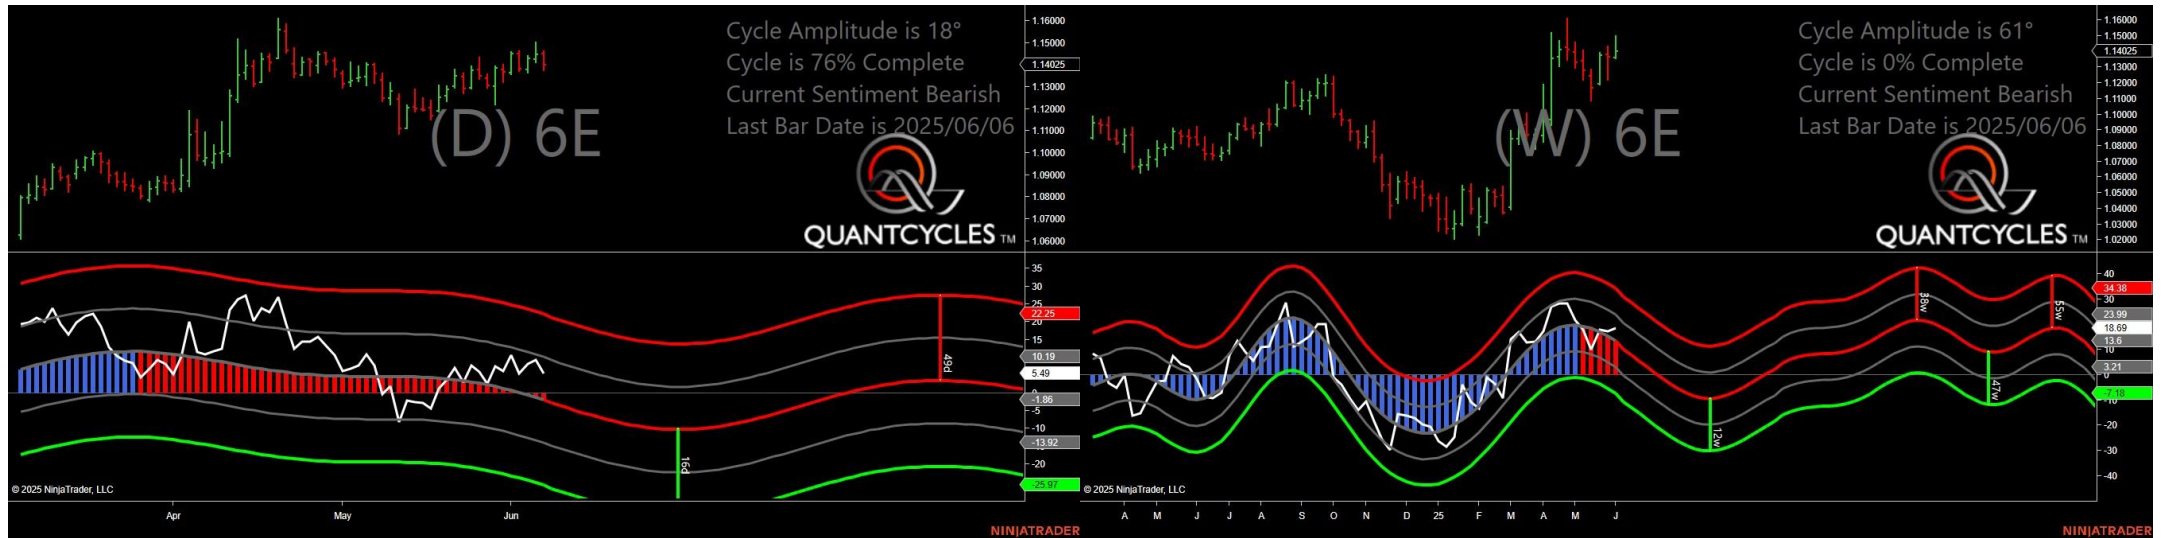 Cycle Amplitude is 18°
Cycle is 76% Complete
Current Sentiment Bearish
Last Bar Date is 2025/06/06
(D) 6E
QUANTCYCLES TM
1.16000
1.15000
1.14025
1.13000
1.12000
1.11000
1.10000
1.09000
1.08000
1.07000
1.06000
35
30
25
22.25
20
15
10.19
5.49
0
-1.86
-5
-10
-13.92
-20
-25.97
49d
16d
© 2025 NinjaTrader, LLC
Apr May Jun
NINJATRADER
Cycle Amplitude is 61°
Cycle is 0% Complete
Current Sentiment Bearish
Last Bar Date is 2025/06/06
(W) 6E
QUANTCYCLES TM
1.16000
1.15000
1.14025
1.13000
1.12000
1.11000
1.10000
1.09000
1.08000
1.07000
1.06000
1.05000
1.04000
1.03000
1.02000
40
34.38
30
23.99
18.69
13.6
10
3.21
0
-7.18
-10
-20
-30
-40
38w
55w
47w
12w
© 2025 NinjaTrader, LLC
A M J J A S O N D 25 F M A M J
NINJATRADER